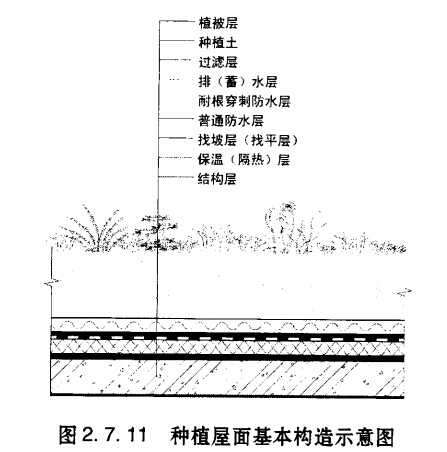 植被层
种植土
过滤层
排（蓄）水层
耐根穿刺防水层
普通防水层
找坡层（找平层）
保温（隔热）层
结构层
图2.7.11 种植屋面基本构造示意图